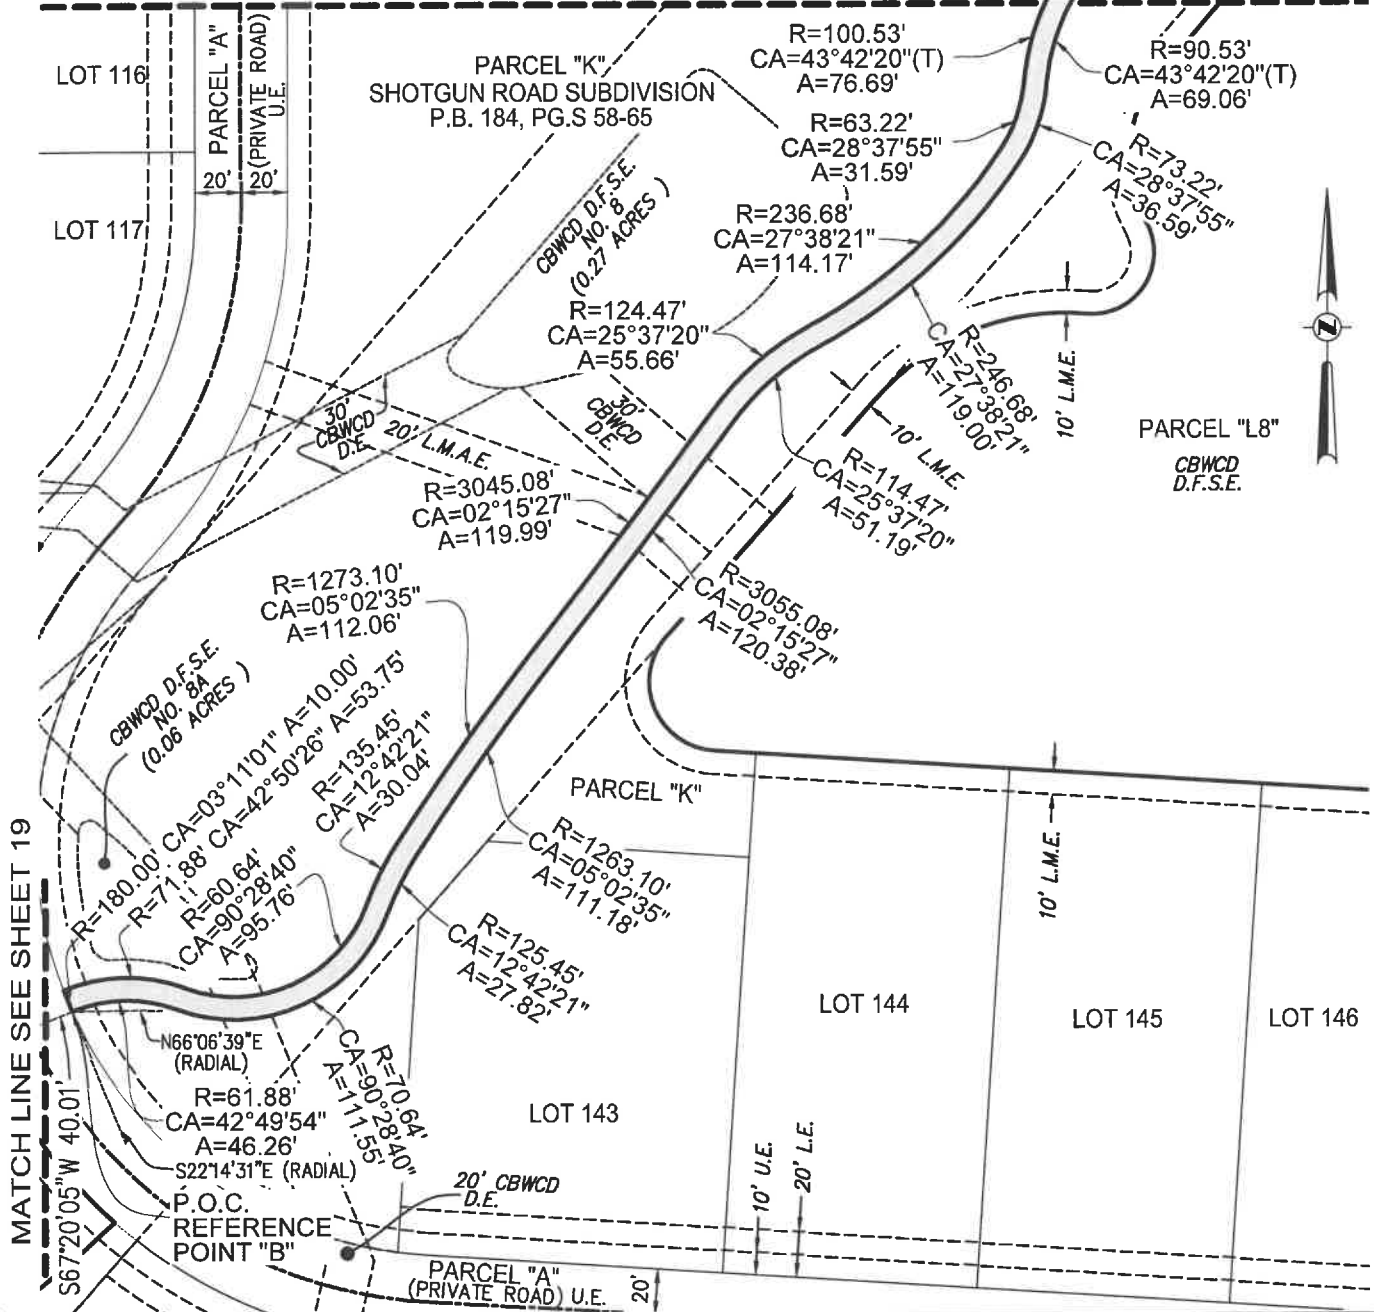 LOT 116
PARCEL "A"
(PRIVATE ROAD)
U.E.
20' 20'
LOT 117
PARCEL "K"
SHOTGUN ROAD SUBDIVISION
P.B. 184, PG.S 58-65
R=100.53'
CA=43°42'20"(T)
A=76.69'
R=90.53'
CA=43°42'20"(T)
A=69.06'
R=63.22'
CA=28°37'55"
A=31.59'
R=73.22'
CA=28°37'55"
A=36.59'
CBWCD D.F.S.E.
NO. 8
(0.27 ACRES )
R=236.68'
CA=27°38'21"
A=114.17'
R=124.47'
CA=25°37'20"
A=55.66'
R=246.68'
CA=27°38'21"
A=119.00'
10' L.M.E.
N
PARCEL "L8"
CBWCD
D.F.S.E.
30'
CBWCD
D.E.
20' L.M.A.E.
30'
CBWCD
D.E.
10' L.M.E.
R=114.47'
CA=25°37'20"
A=51.19'
R=3045.08'
CA=02°15'27"
A=119.99'
R=3055.08'
CA=02°15'27"
A=120.38'
R=1273.10'
CA=05°02'35"
A=112.06'
CBWCD D.F.S.E.
NO. 8A
(0.06 ACRES )
R=180.00' CA=03°11'01" A=10.00'
R=71.88' CA=42°50'26" A=53.75'
R=135.45'
CA=12°42'21"
A=30.04'
R=60.64'
CA=90°28'40"
A=95.76'
PARCEL "K"
R=1263.10'
CA=05°02'35"
A=111.18'
10' L.M.E.
R=125.45'
CA=12°42'21"
A=27.82'
MATCH LINE SEE SHEET 19
LOT 144
LOT 145
LOT 146
N66°06'39"E
(RADIAL)
R=70.64'
CA=90°28'40"
A=111.55'
R=61.88'
CA=42°49'54"
A=46.26'
LOT 143
S22°14'31"E (RADIAL)
S67°20'05"W 40.01'
P.O.C.
REFERENCE
POINT "B"
20' CBWCD
D.E.
10' U.E.
20' L.E.
PARCEL "A"
(PRIVATE ROAD) U.E.
20'